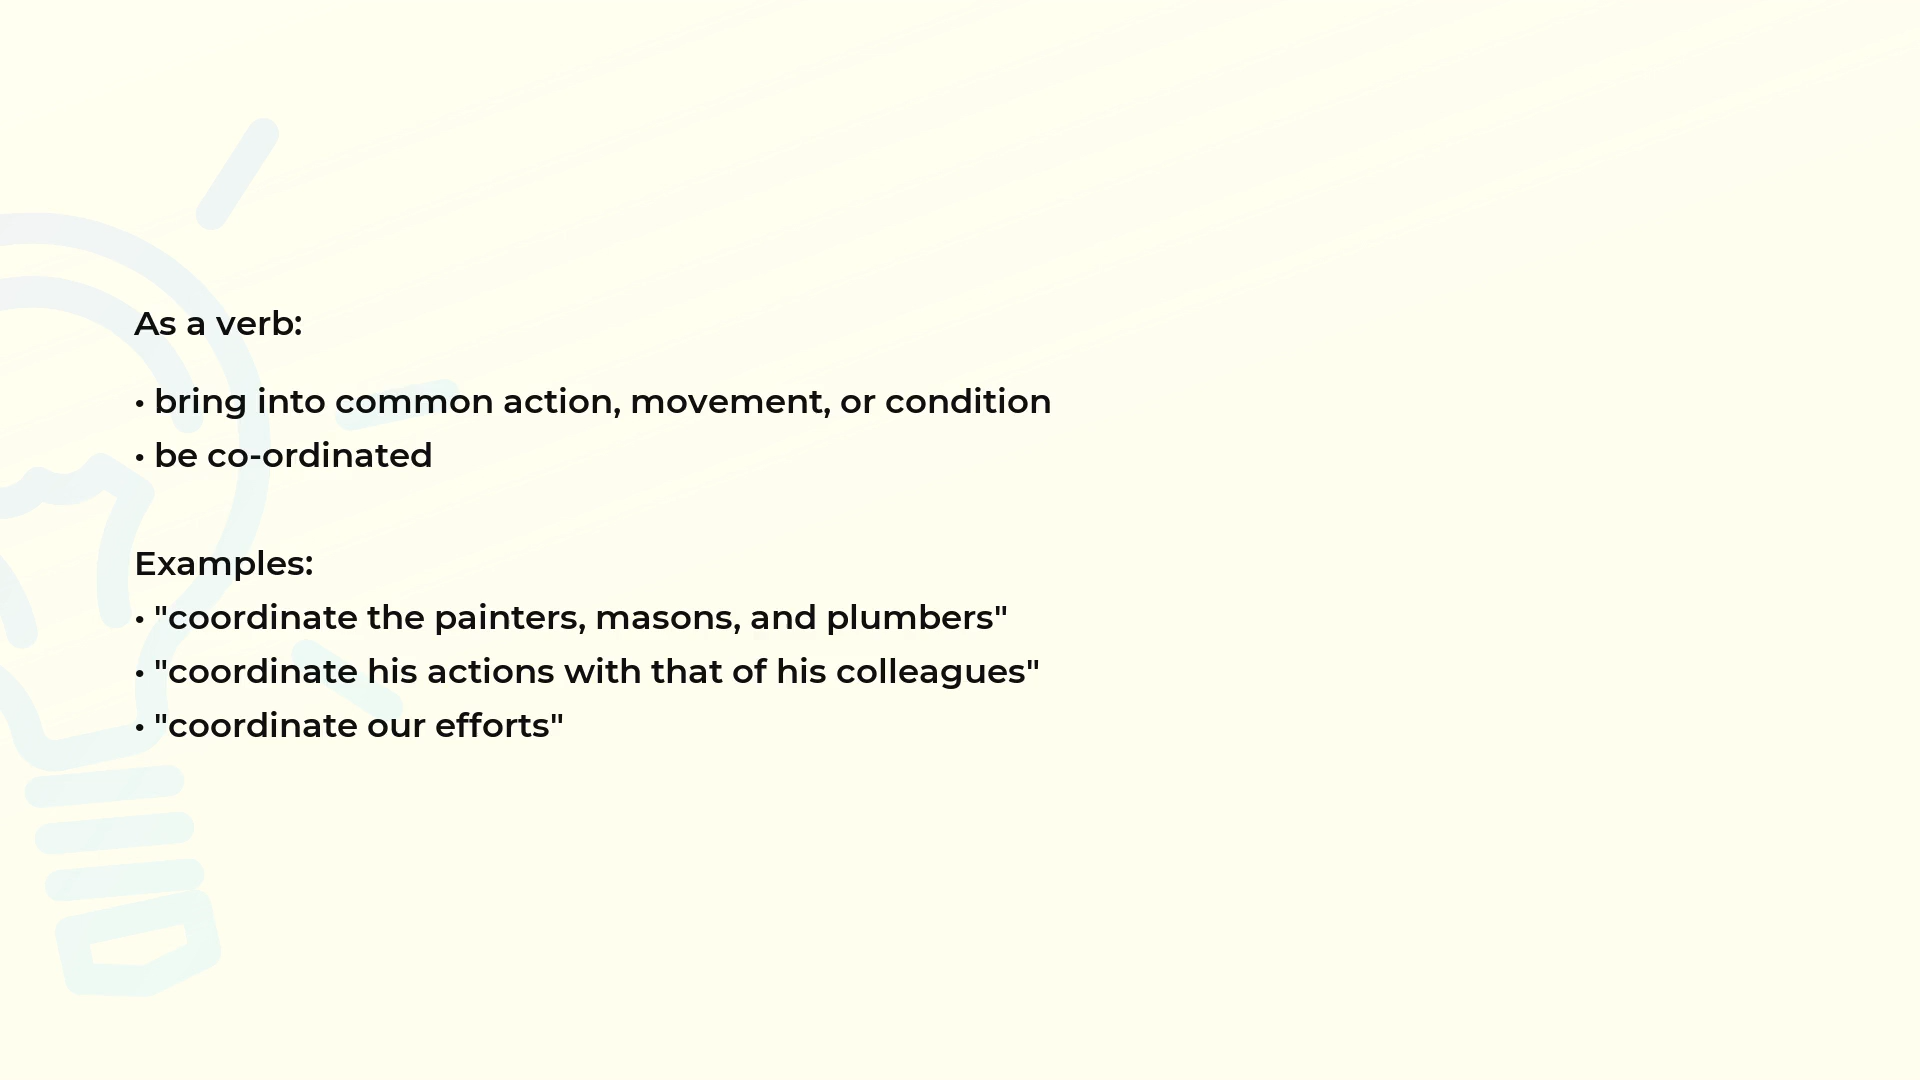 As a verb:
• bring into common action, movement, or condition
• be co-ordinated
Examples:
• "coordinate the painters, masons, and plumbers"
• "coordinate his actions with that of his colleagues"
• "coordinate our efforts"